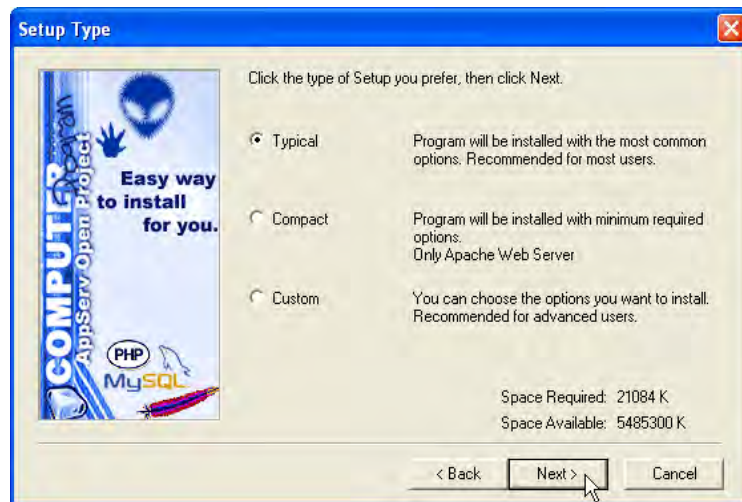 Setup Type
Click the type of Setup you prefer, then click Next.
Typical
Program will be installed with the most common
options. Recommended for most users.
Compact
Program will be installed with minimum required
options.
Only Apache Web Server
Custom
You can choose the options you want to install.
Recommended for advanced users.
Space Required: 21084 K
Space Available: 5485300 K
< Back
Next >
Cancel
COMPUTER
Program
AppServ Open Project
Easy way
to install
for you.
PHP
MySQL